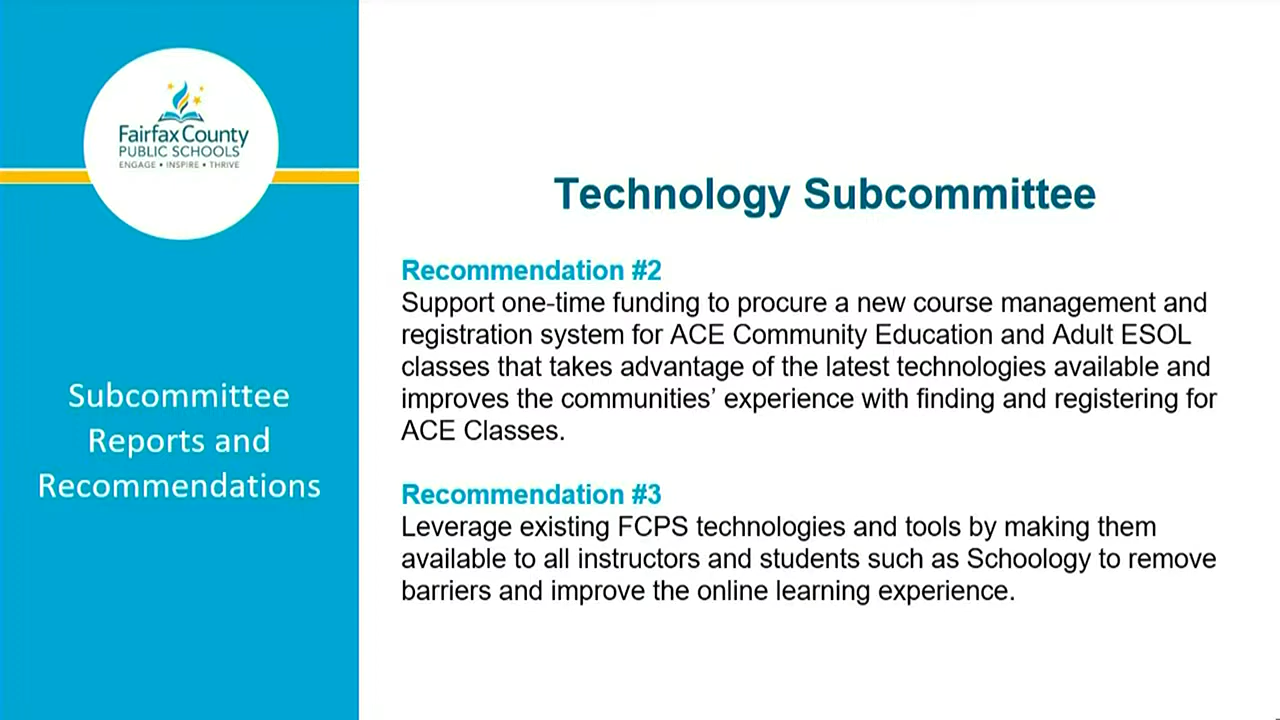 Fairfax County
PUBLIC SCHOOLS
ENGAGE • INSPIRE • THRIVE
Subcommittee
Reports and
Recommendations
Technology Subcommittee
Recommendation #2
Support one-time funding to procure a new course management and
registration system for ACE Community Education and Adult ESOL
classes that takes advantage of the latest technologies available and
improves the communities’ experience with finding and registering for
ACE Classes.
Recommendation #3
Leverage existing FCPS technologies and tools by making them
available to all instructors and students such as Schoology to remove
barriers and improve the online learning experience.